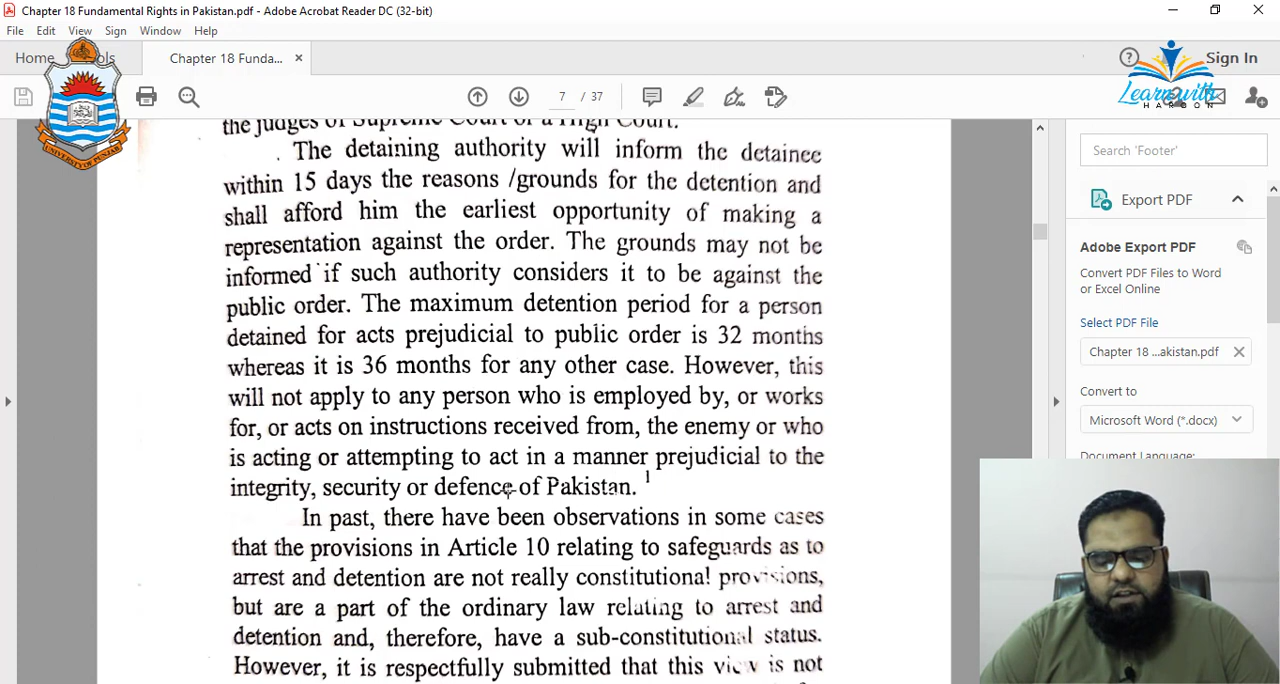 Chapter 18 Fundamental Rights in Pakistan.pdf - Adobe Acrobat Reader DC (32-bit)
File Edit View Sign Window Help
Home
Chapter 18 Funda... ×
Sign In
7 / 37
Learn with
HAROON
UNIVERSITY OF PUNJAB
the judges of Supreme Court or a High Court.
The detaining authority will inform the detainee
within 15 days the reasons /grounds for the detention and
shall afford him the earliest opportunity of making a
representation against the order. The grounds may not be
informed if such authority considers it to be against the
public order. The maximum detention period for a person
detained for acts prejudicial to public order is 32 months
whereas it is 36 months for any other case. However, this
will not apply to any person who is employed by, or works
for, or acts on instructions received from, the enemy or who
is acting or attempting to act in a manner prejudicial to the
integrity, security or defence of Pakistan. 1
In past, there have been observations in some cases
that the provisions in Article 10 relating to safeguards as to
arrest and detention are not really constitutional provisions,
but are a part of the ordinary law relating to arrest and
detention and, therefore, have a sub-constitutional status.
However, it is respectfully submitted that this view is not
Search 'Footer'
Export PDF
Adobe Export PDF
Convert PDF Files to Word
or Excel Online
Select PDF File
Chapter 18 ...akistan.pdf
Convert to
Microsoft Word (*.docx)
Document Language: